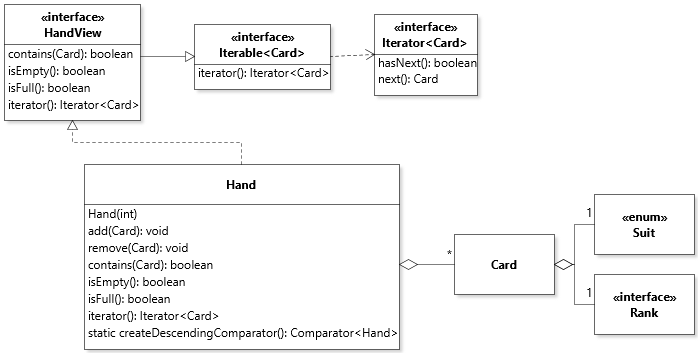 «interface»
HandView
contains(Card): boolean
isEmpty(): boolean
isFull(): boolean
iterator(): Iterator<Card>
«interface»
Iterable<Card>
iterator(): Iterator<Card>
«interface»
Iterator<Card>
hasNext(): boolean
next(): Card
Hand
Hand(int)
add(Card): void
remove(Card): void
contains(Card): boolean
isEmpty(): boolean
isFull(): boolean
iterator(): Iterator<Card>
static createDescendingComparator(): Comparator<Hand>
*
Card
1
«enum»
Suit
1
«interface»
Rank